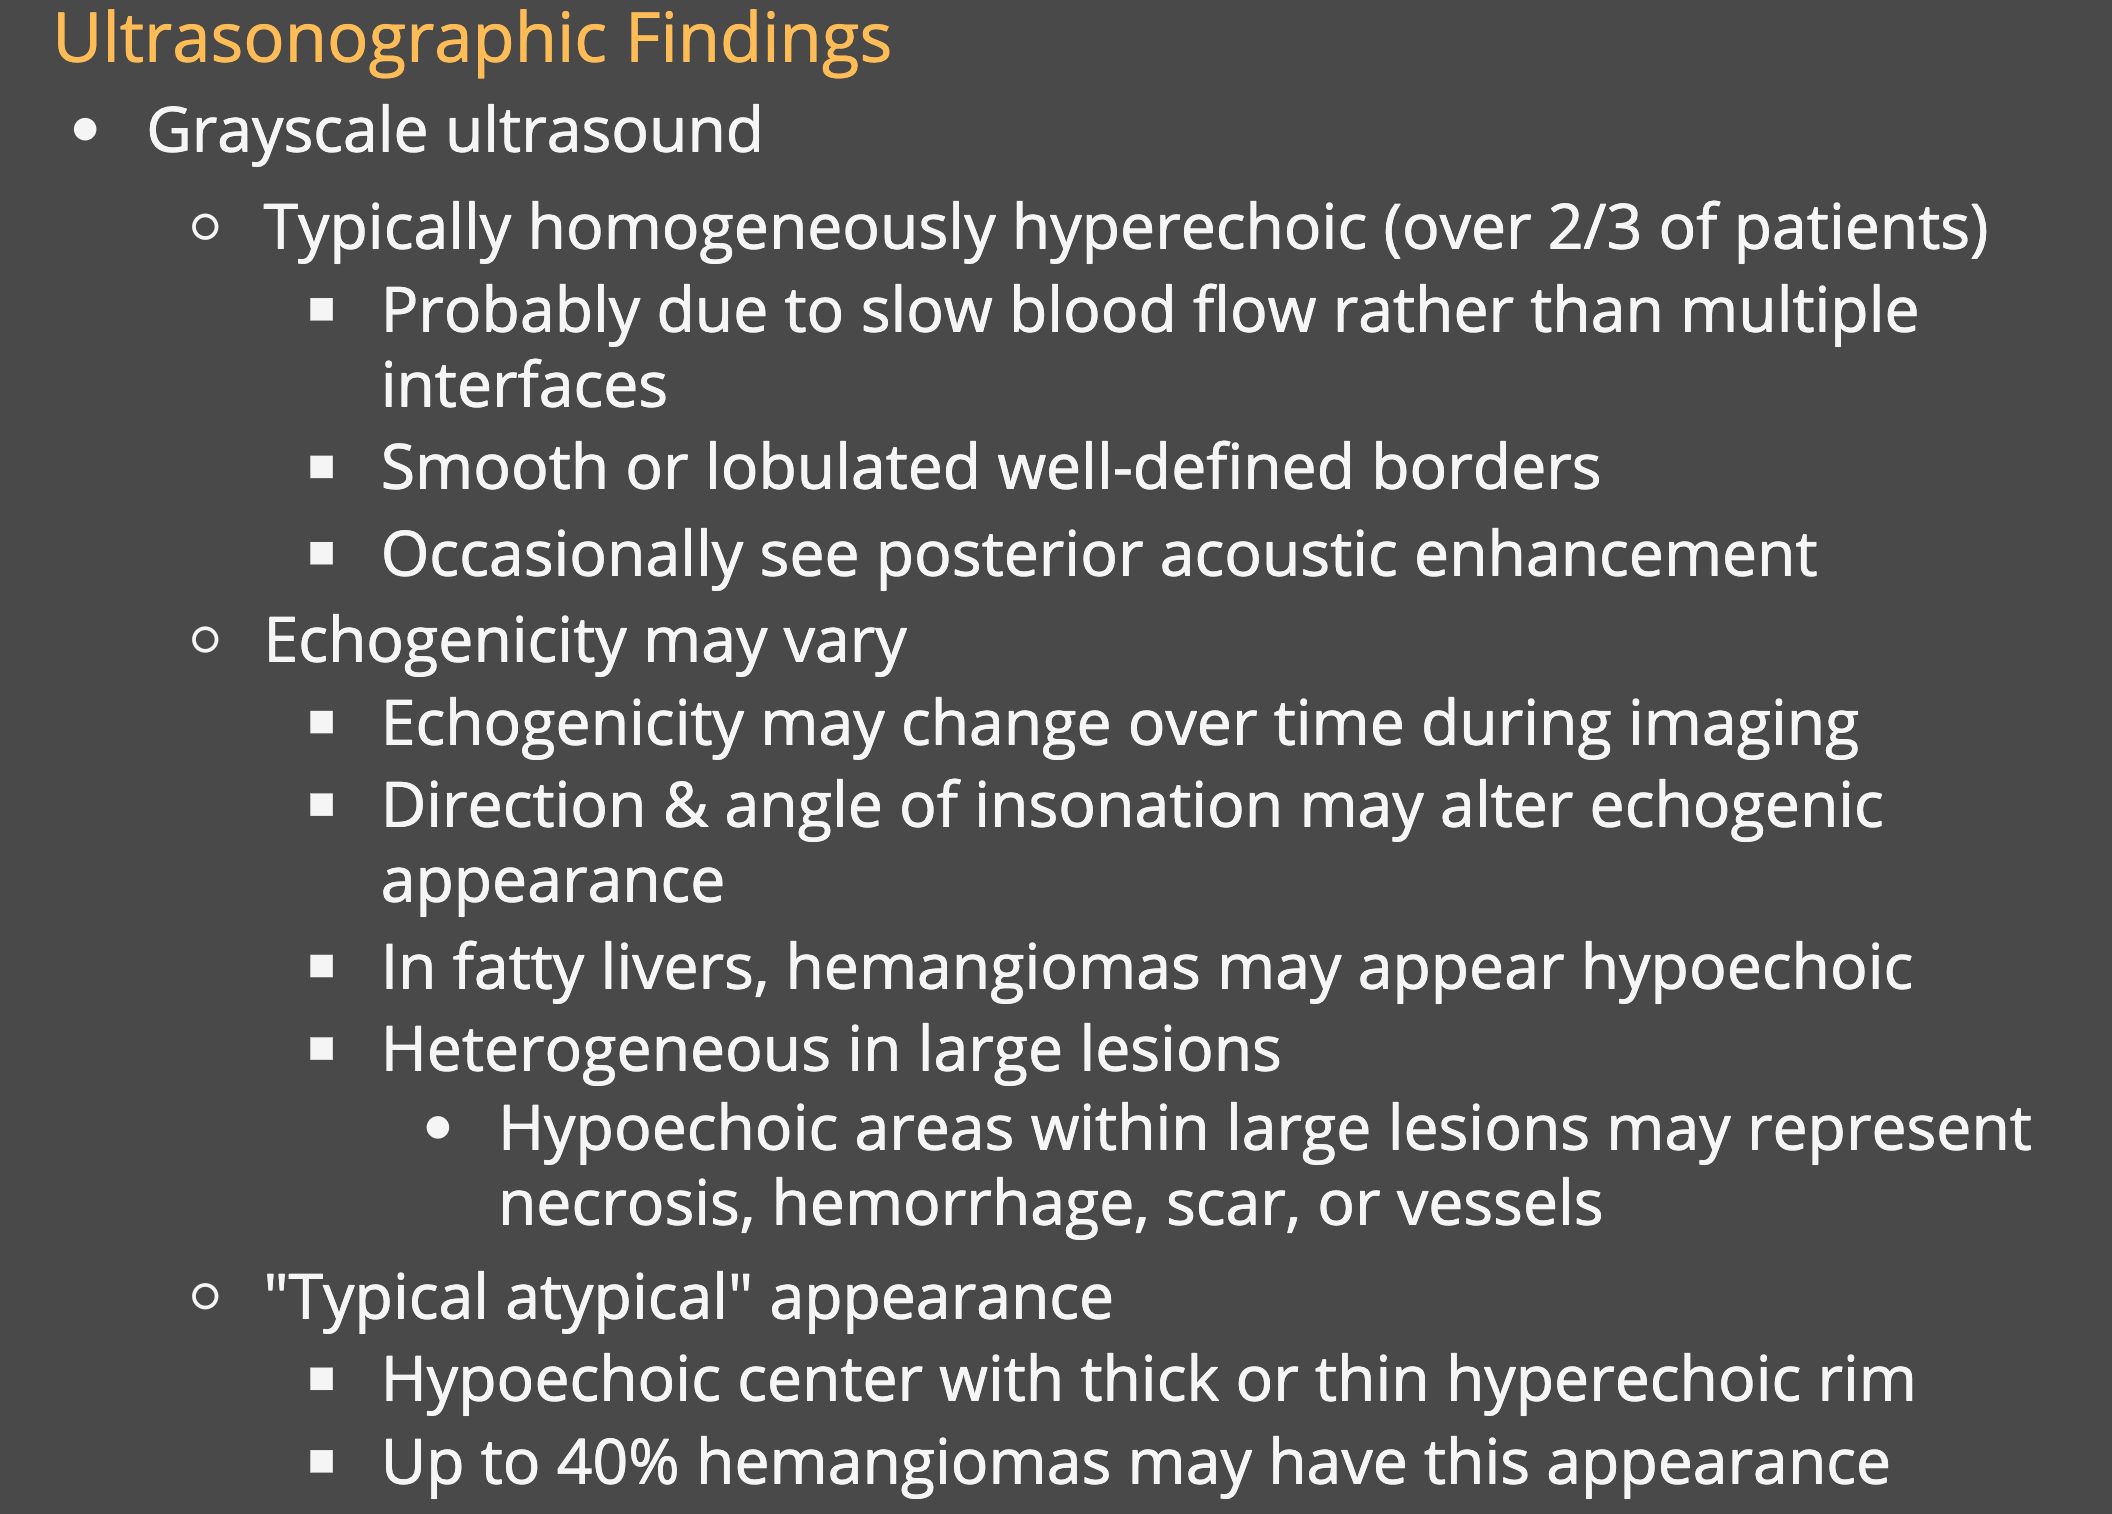 Ultrasonographic Findings
• Grayscale ultrasound
○ Typically homogeneously hyperechoic (over 2/3 of patients)
■ Probably due to slow blood flow rather than multiple
interfaces
■ Smooth or lobulated well-defined borders
■ Occasionally see posterior acoustic enhancement
○ Echogenicity may vary
■ Echogenicity may change over time during imaging
■ Direction & angle of insonation may alter echogenic
appearance
■ In fatty livers, hemangiomas may appear hypoechoic
■ Heterogeneous in large lesions
• Hypoechoic areas within large lesions may represent
necrosis, hemorrhage, scar, or vessels
○ "Typical atypical" appearance
■ Hypoechoic center with thick or thin hyperechoic rim
■ Up to 40% hemangiomas may have this appearance